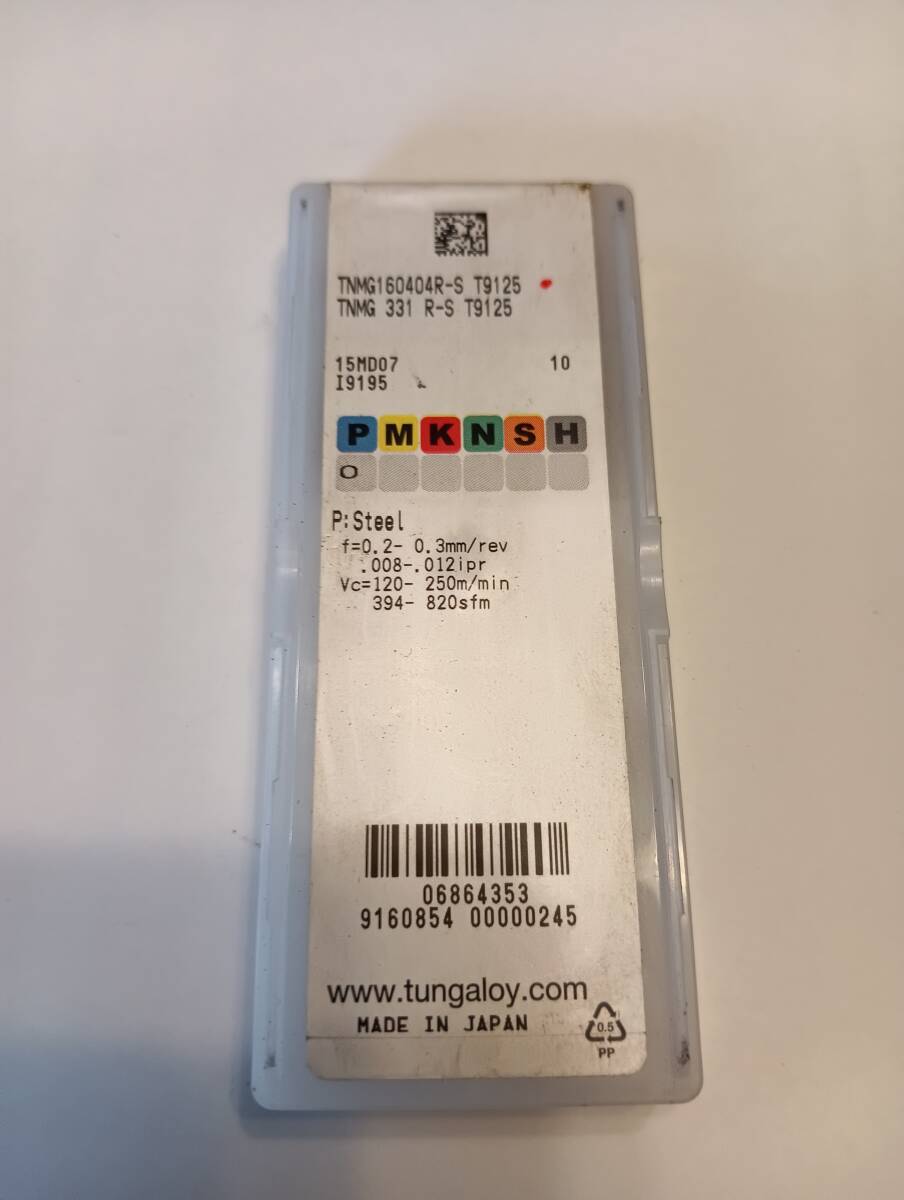 TNMG160404R-S T9125
TNMG 331 R-S T9125
15MD07 10
I9195
P M K N S H
O
P:Steel
f=0.2- 0.3mm/rev
.008-.012ipr
Vc=120- 250m/min
394- 820sfm
06864353
9160854 00000245
www.tungaloy.com
MADE IN JAPAN
0.5
PP